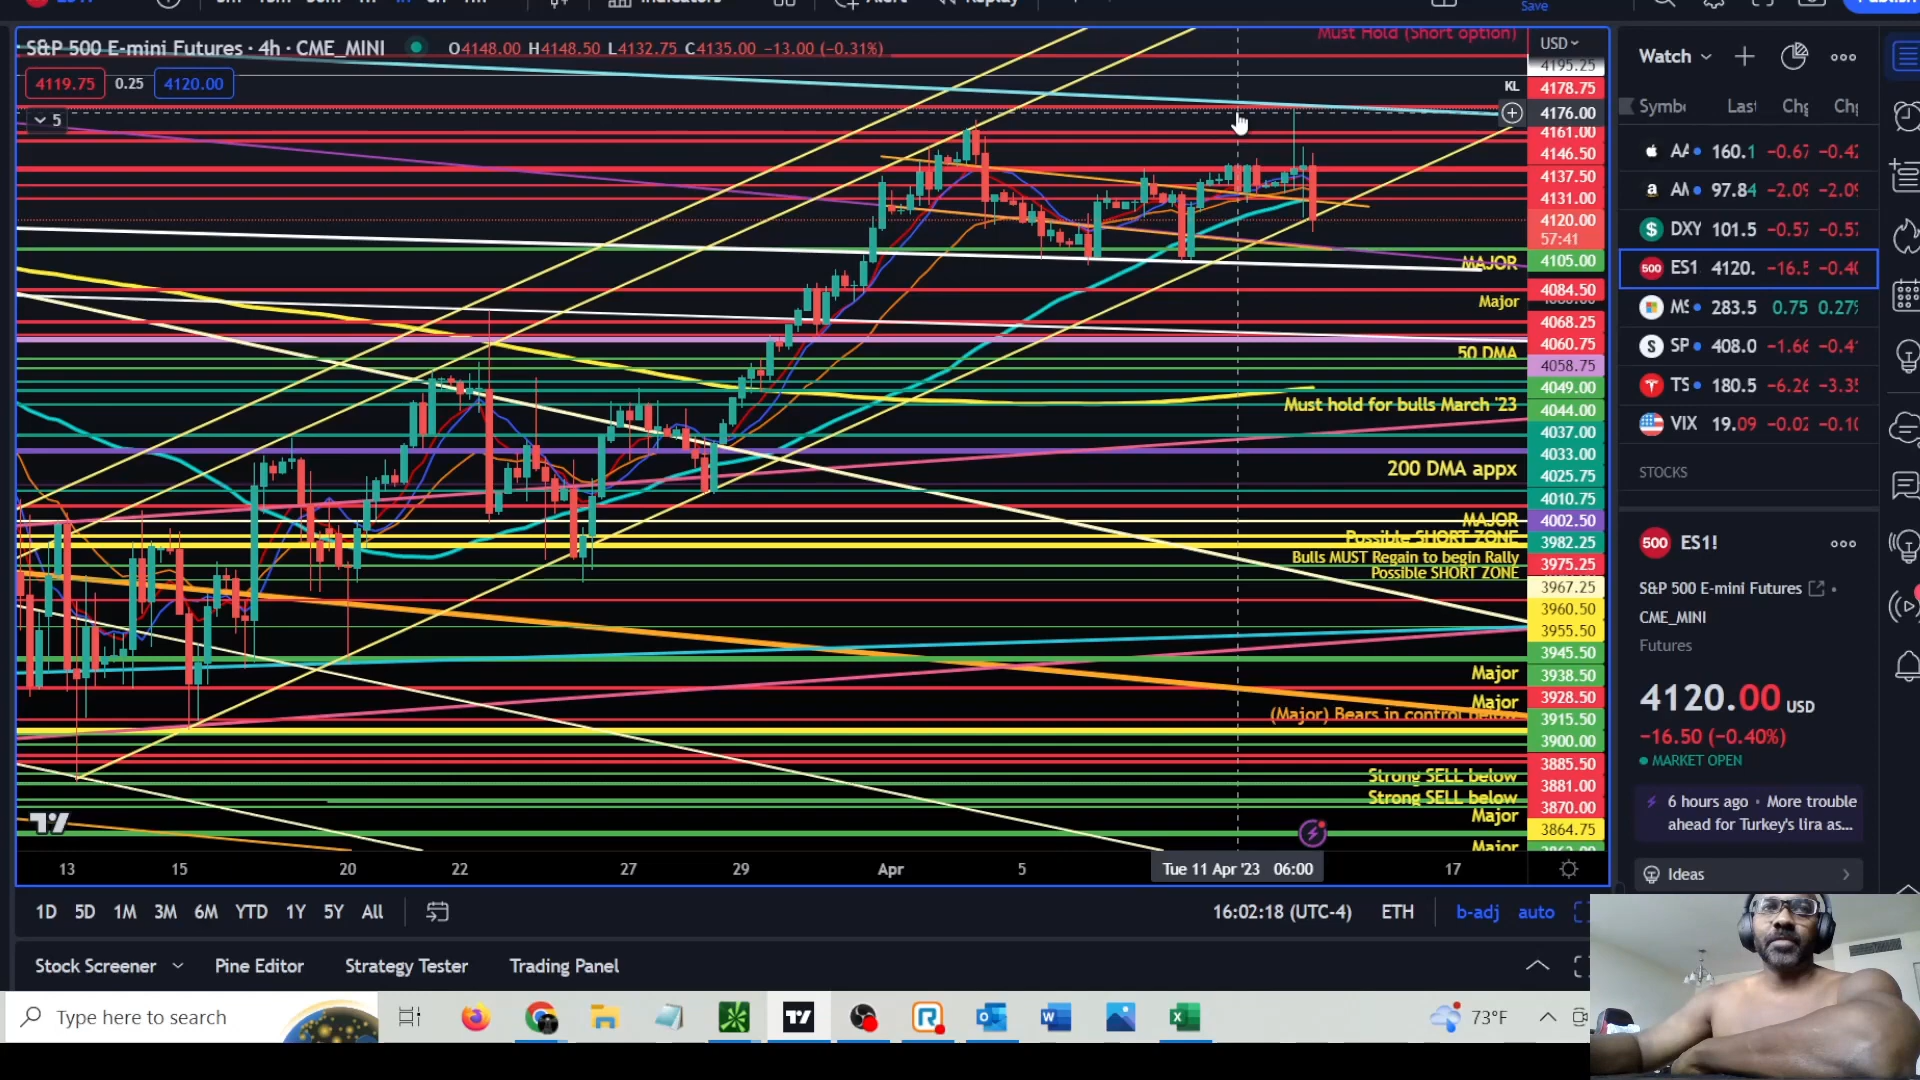 Save
Must Hold (Short option)
S&P 500 E-mini Futures · 4h · CME_MINI O4148.00 H4148.50 L4132.75 C4135.00 −13.00 (−0.31%)
USD
4195.25
4119.75 0.25 4120.00
KL 4178.75
5
4176.00
4161.00
4146.50
4137.50
4131.00
4120.00
57:41
MAJOR 4105.00
4084.50
Major
4068.25
4060.75
50 DMA
4058.75
4049.00
Must hold for bulls March '23
4044.00
4037.00
4033.00
200 DMA appx
4025.75
4010.75
MAJOR 4002.50
Possible SHORT ZONE
3982.25
Bulls MUST Regain to begin Rally
3975.25
Possible SHORT ZONE
3967.25
3960.50
3955.50
3945.50
Major 3938.50
3928.50
Major
(Major) Bears in control below
3915.50
3900.00
3885.50
Strong SELL below
3881.00
Strong SELL below
3870.00
Major
3864.75
Major
13 15 20 22 27 29 Apr 5 Tue 11 Apr '23 06:00 17
1D 5D 1M 3M 6M YTD 1Y 5Y All
16:02:18 (UTC-4) ETH b-adj auto
Stock Screener Pine Editor Strategy Tester Trading Panel
Watch
Last
AA 160.1 −0.67
AM 97.84 −2.09 −2.09
DXY 101.5 −0.57 −0.57
500 ES1 4120. −16.5 −0.40
MS 283.5 0.75 0.27%
SP 408.0 −1.66
TS 180.5 −6.26 −3.35
VIX 19.09 −0.02 −0.10
STOCKS
500 ES1!
S&P 500 E-mini Futures
CME_MINI
Futures
4120.00 USD
−16.50 (−0.40%)
MARKET OPEN
6 hours ago · More trouble
ahead for Turkey's lira as...
Ideas
Type here to search
73°F